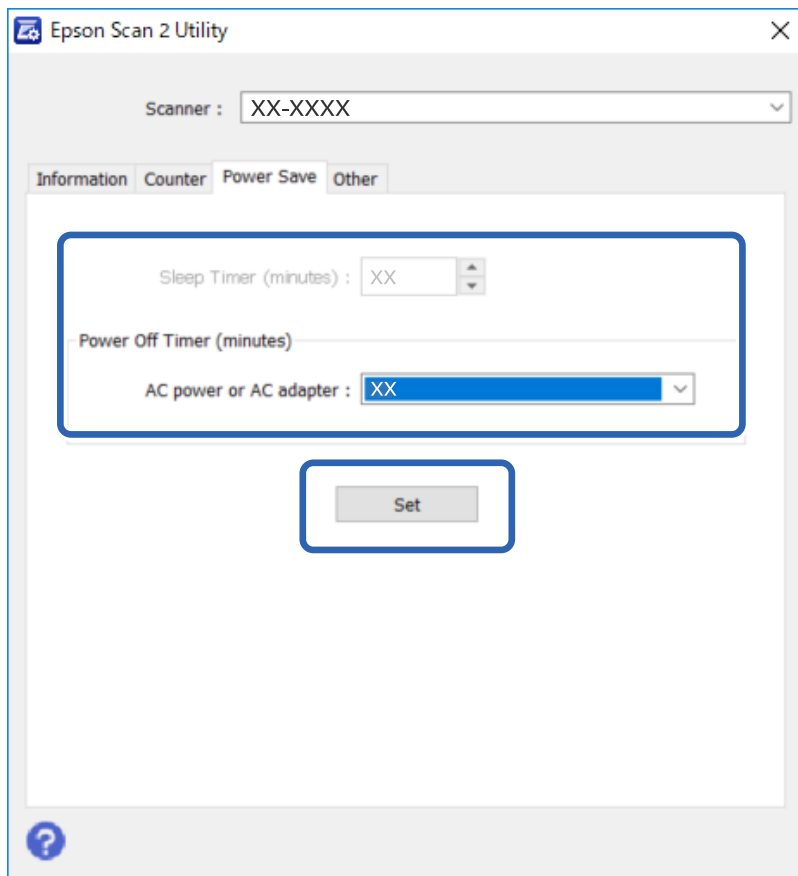 Epson Scan 2 Utility
Scanner : XX-XXXX
Information Counter Power Save Other
Sleep Timer (minutes) : XX
Power Off Timer (minutes)
AC power or AC adapter : XX
Set
?